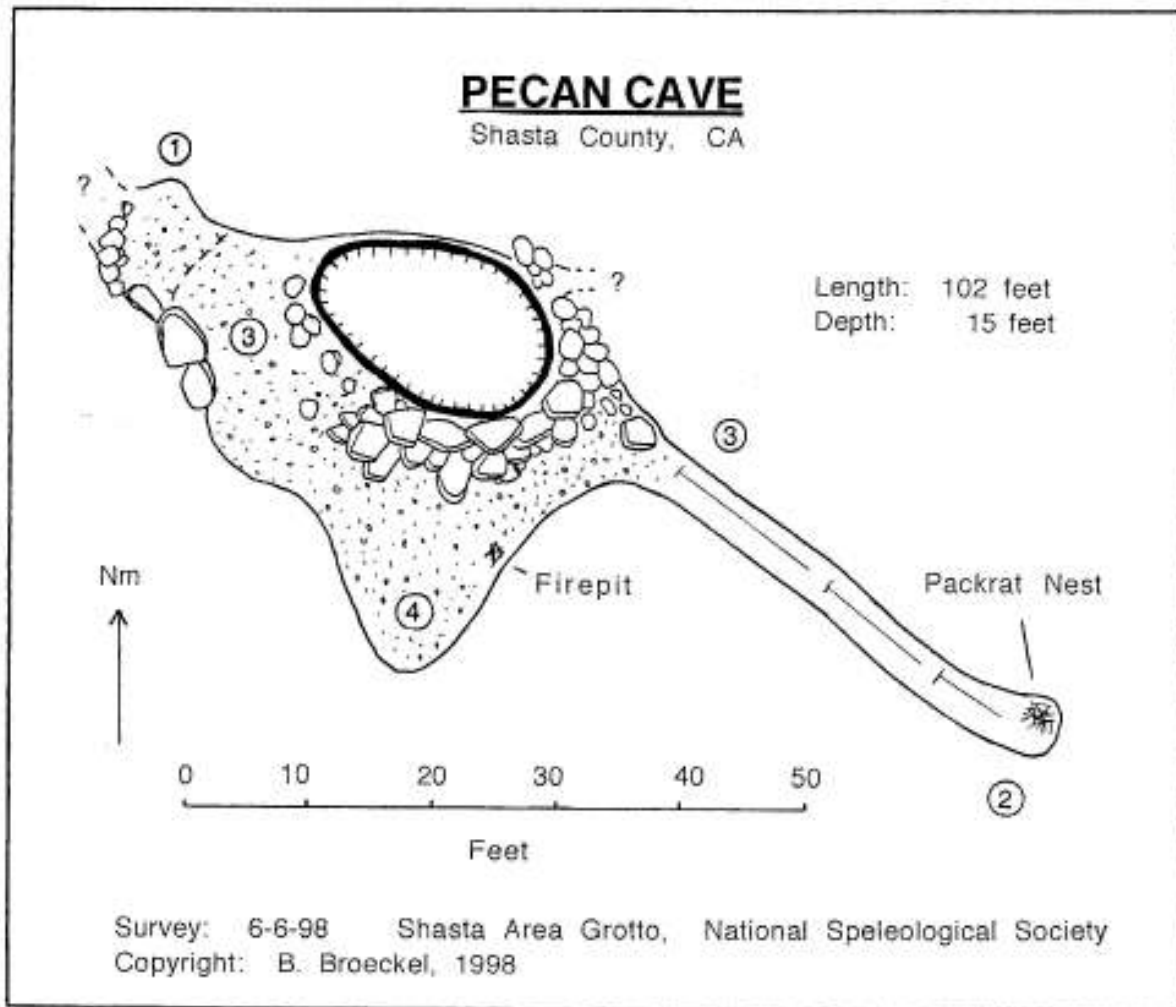 PECAN CAVE
Shasta County, CA
1
?
?
Length: 102 feet
Depth: 15 feet
3
3
Nm
Firepit
Packrat Nest
4
0 10 20 30 40 50
2
Feet
Survey: 6-6-98 Shasta Area Grotto, National Speleological Society
Copyright: B. Broeckel, 1998